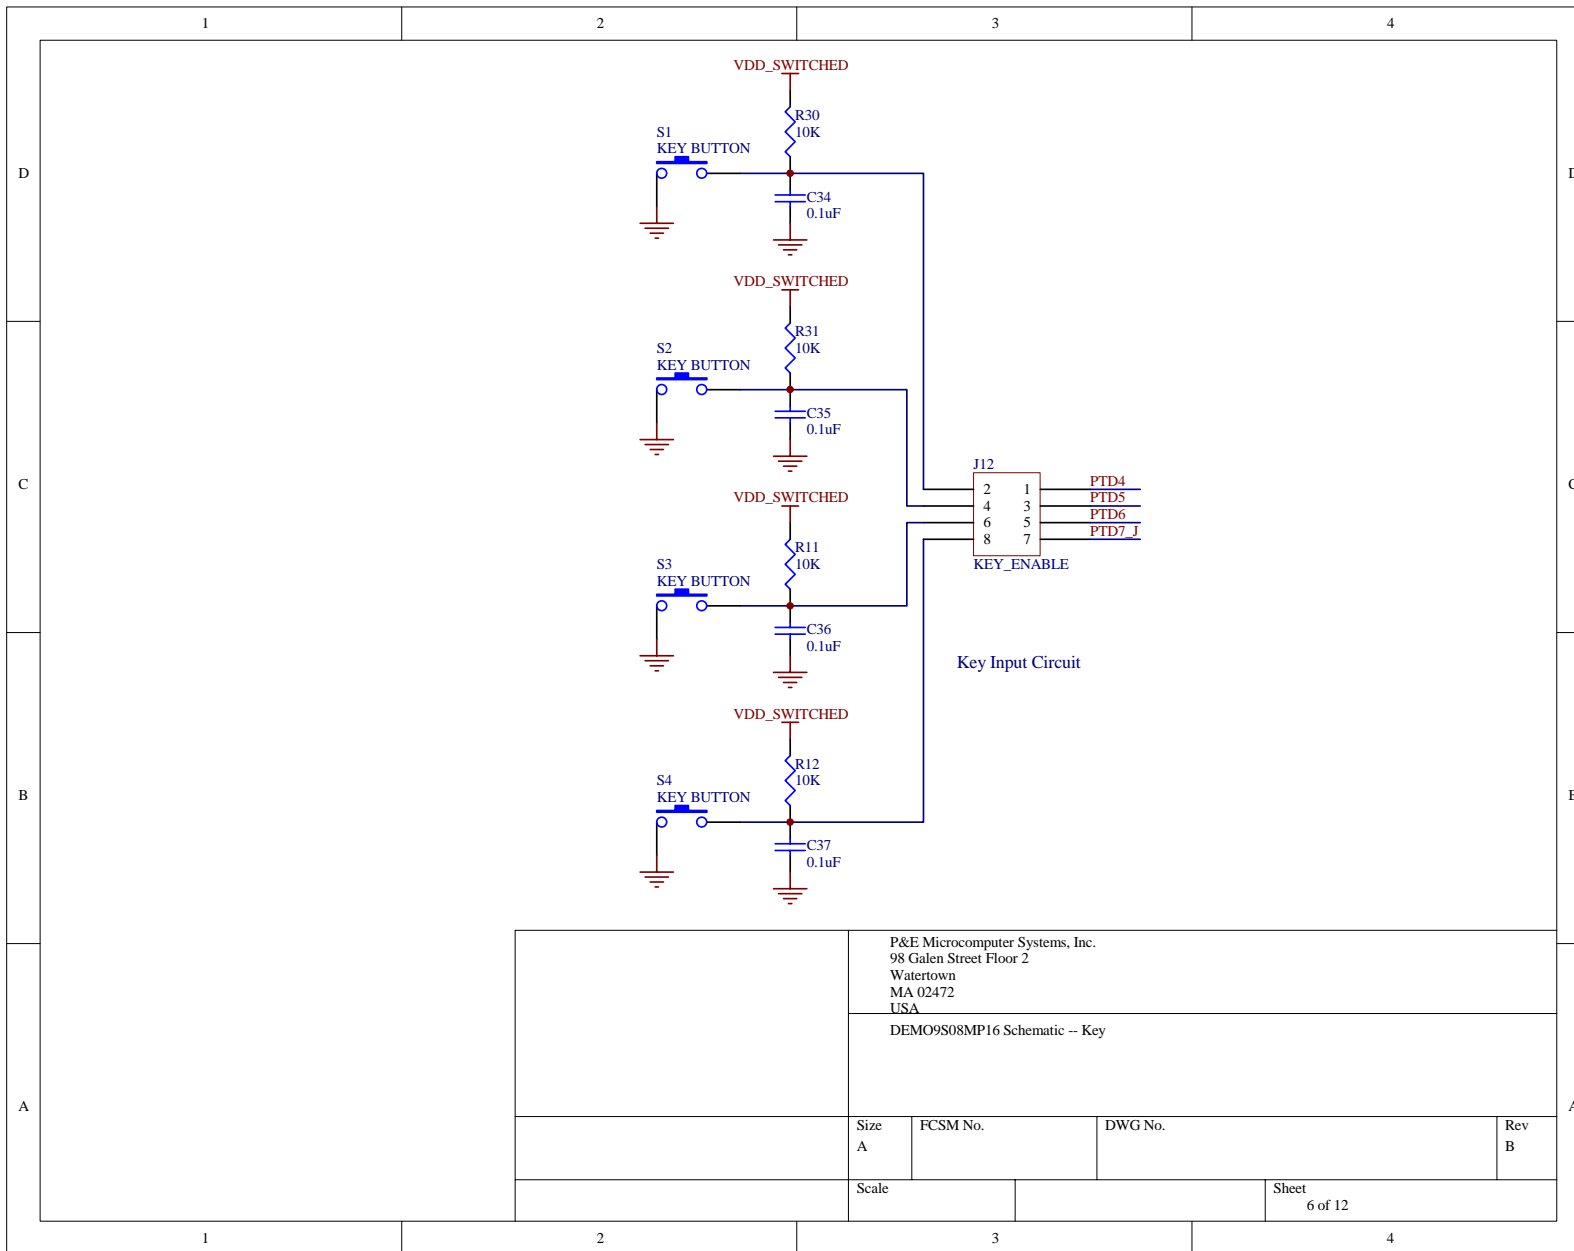 1 2 3 4
VDD_SWITCHED
R30
10K
S1
KEY BUTTON
D D
C34
0.1uF
VDD_SWITCHED
R31
10K
S2
KEY BUTTON
C35
0.1uF
J12
C C
2 1 PTD4
4 3 PTD5
6 5 PTD6
8 7 PTD7_J
KEY_ENABLE
VDD_SWITCHED
R11
10K
S3
KEY BUTTON
C36
0.1uF
Key Input Circuit
VDD_SWITCHED
R12
10K
S4
KEY BUTTON
B B
C37
0.1uF
P&E Microcomputer Systems, Inc.
98 Galen Street Floor 2
Watertown
MA 02472
USA
DEMO9S08MP16 Schematic -- Key
A A
Size FCSM No. DWG No. Rev
A B
Scale Sheet
6 of 12
1 2 3 4